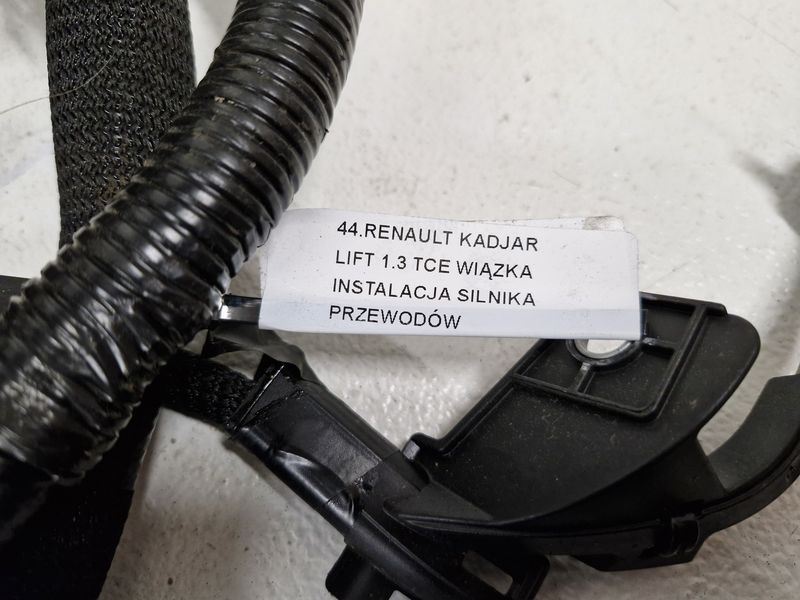 44.RENAULT KADJAR
LIFT 1.3 TCE WIĄZKA
INSTALACJA SILNIKA
PRZEWODÓW